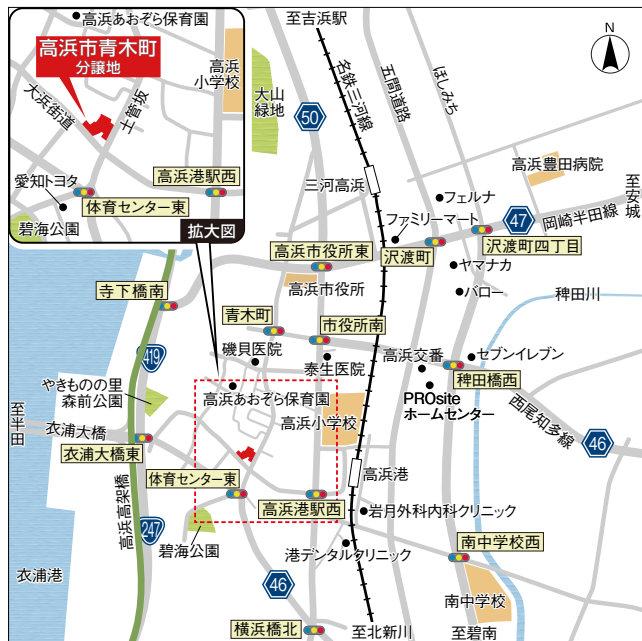 高浜あおぞら保育園
高浜市青木町
分譲地
高浜
小学校
大浜街道
土管坂
愛知トヨタ
高浜港駅西
体育センター東
碧海公園
拡大図
至吉浜駅
名鉄三河線
五間道路
ほしみち
N
大山
緑地
50
三河高浜
高浜豊田病院
至安城
フェルナ
ファミリーマート
47
岡崎半田線
高浜市役所東
沢渡町
沢渡町四丁目
高浜市役所
ヤマナカ
バロー
稗田川
寺下橋南
青木町
市役所南
419
磯貝医院
泰生医院
高浜交番
セブンイレブン
稗田橋西
やきものの里
森前公園
高浜あおぞら保育園
PROsite
ホームセンター
至半田
衣浦大橋
高浜小学校
西尾知多線
46
衣浦大橋東
体育センター東
高浜港
高浜高架橋
高浜港駅西
岩月外科内科クリニック
247
碧海公園
港デンタルクリニック
南中学校西
衣浦港
46
南中学校
横浜橋北
至北新川
至碧南